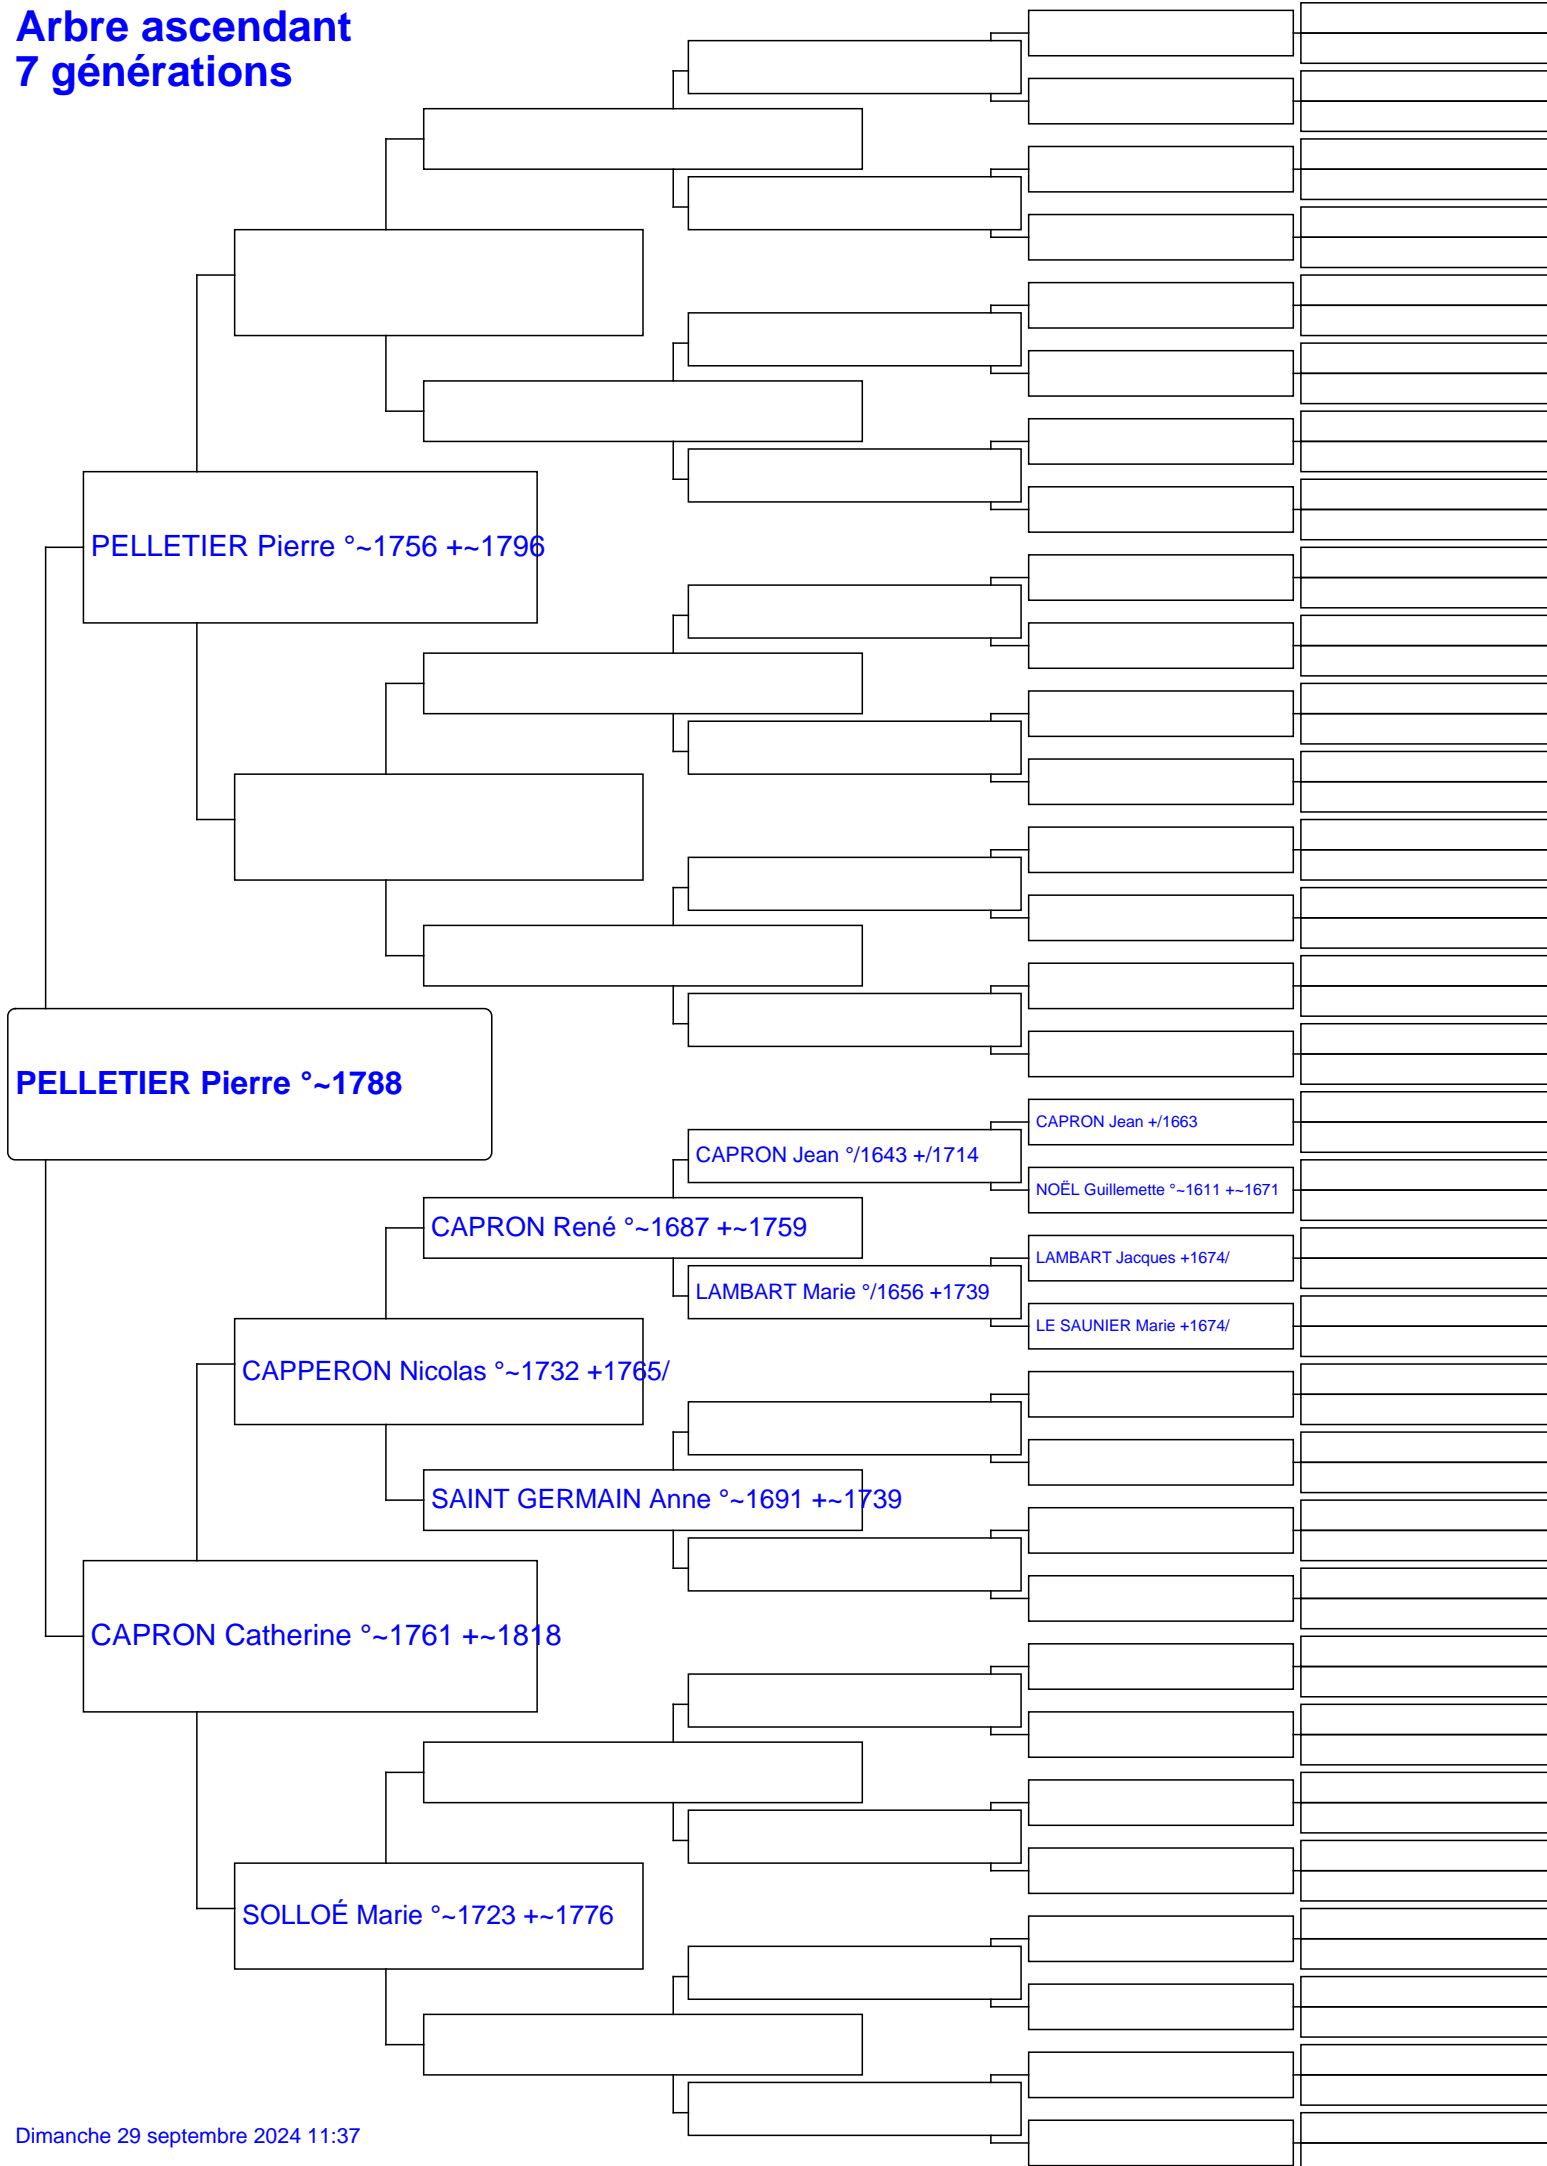 Arbre ascendant
7 générations
PELLETIER Pierre °~1756 +~1796
PELLETIER Pierre °~1788
CAPRON Jean +/1663
CAPRON Jean °/1643 +/1714
NOËL Guillemette °~1611 +~1671
CAPRON René °~1687 +~1759
LAMBART Jacques +1674/
LAMBART Marie °/1656 +1739
LE SAUNIER Marie +1674/
CAPPERON Nicolas °~1732 +1765/
SAINT GERMAIN Anne °~1691 +~1739
CAPRON Catherine °~1761 +~1818
SOLLOÉ Marie °~1723 +~1776
Dimanche 29 septembre 2024 11:37